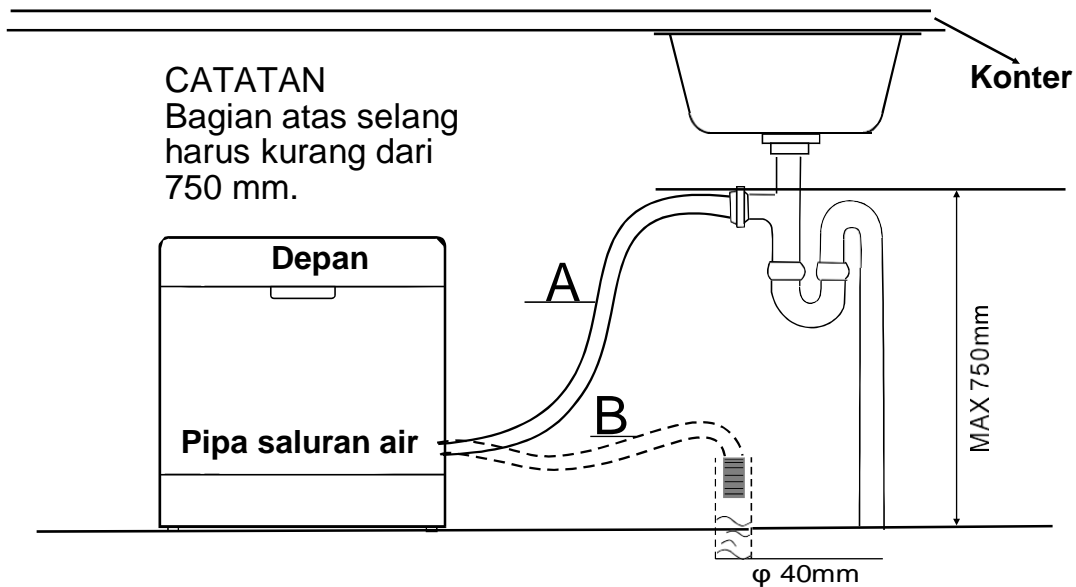 Konter
CATATAN
Bagian atas selang
harus kurang dari
750 mm.
Depan
A
MAX 750mm
B
Pipa saluran air
φ 40mm